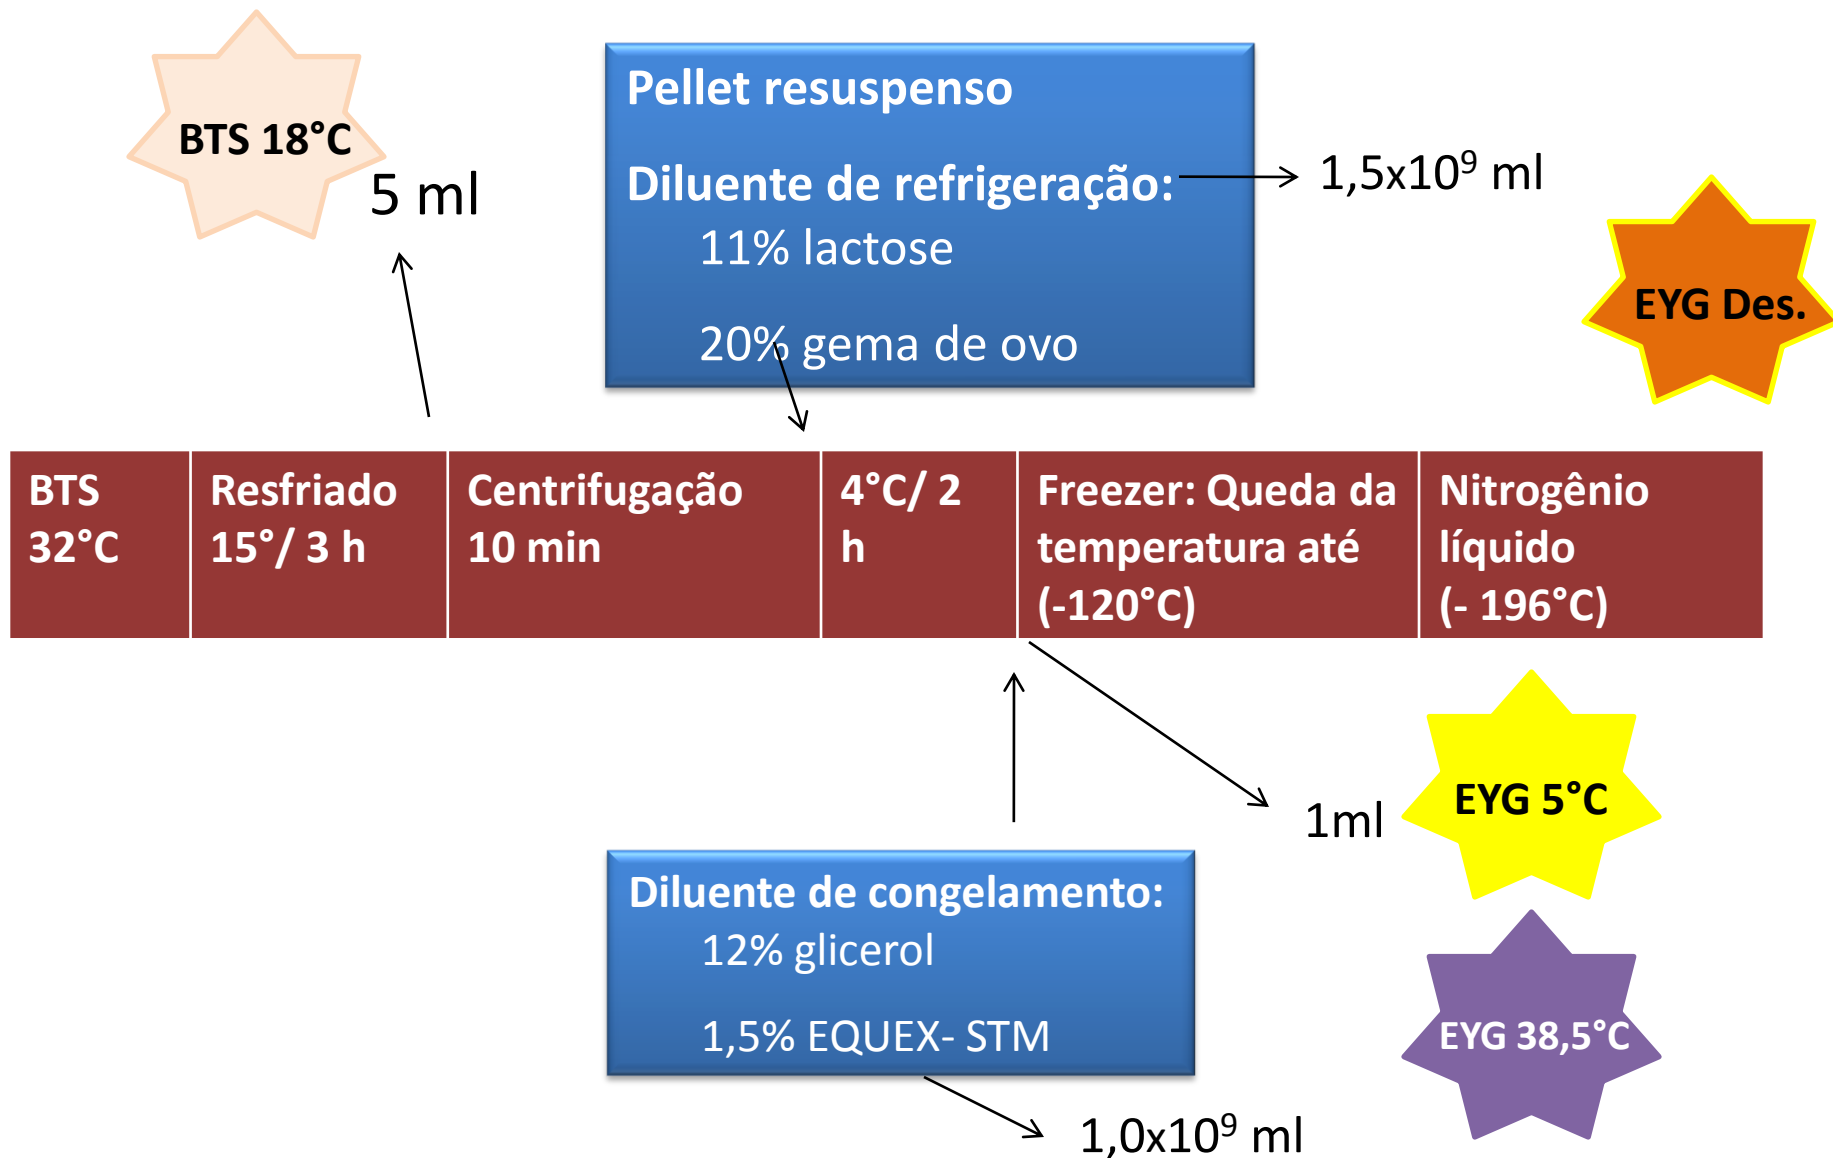 BTS 18°C
5 ml
Pellet resuspenso
Diluente de refrigeração:
11% lactose
20% gema de ovo
1,5x10⁹ ml
EYG Des.
BTS
32°C
Resfriado
15°/ 3 h
Centrifugação
10 min
4°C/ 2
h
Freezer: Queda da
temperatura até
(-120°C)
Nitrogênio
líquido
(- 196°C)
1ml
EYG 5°C
Diluente de congelamento:
12% glicerol
1,5% EQUEX- STM
EYG 38,5°C
1,0x10⁹ ml